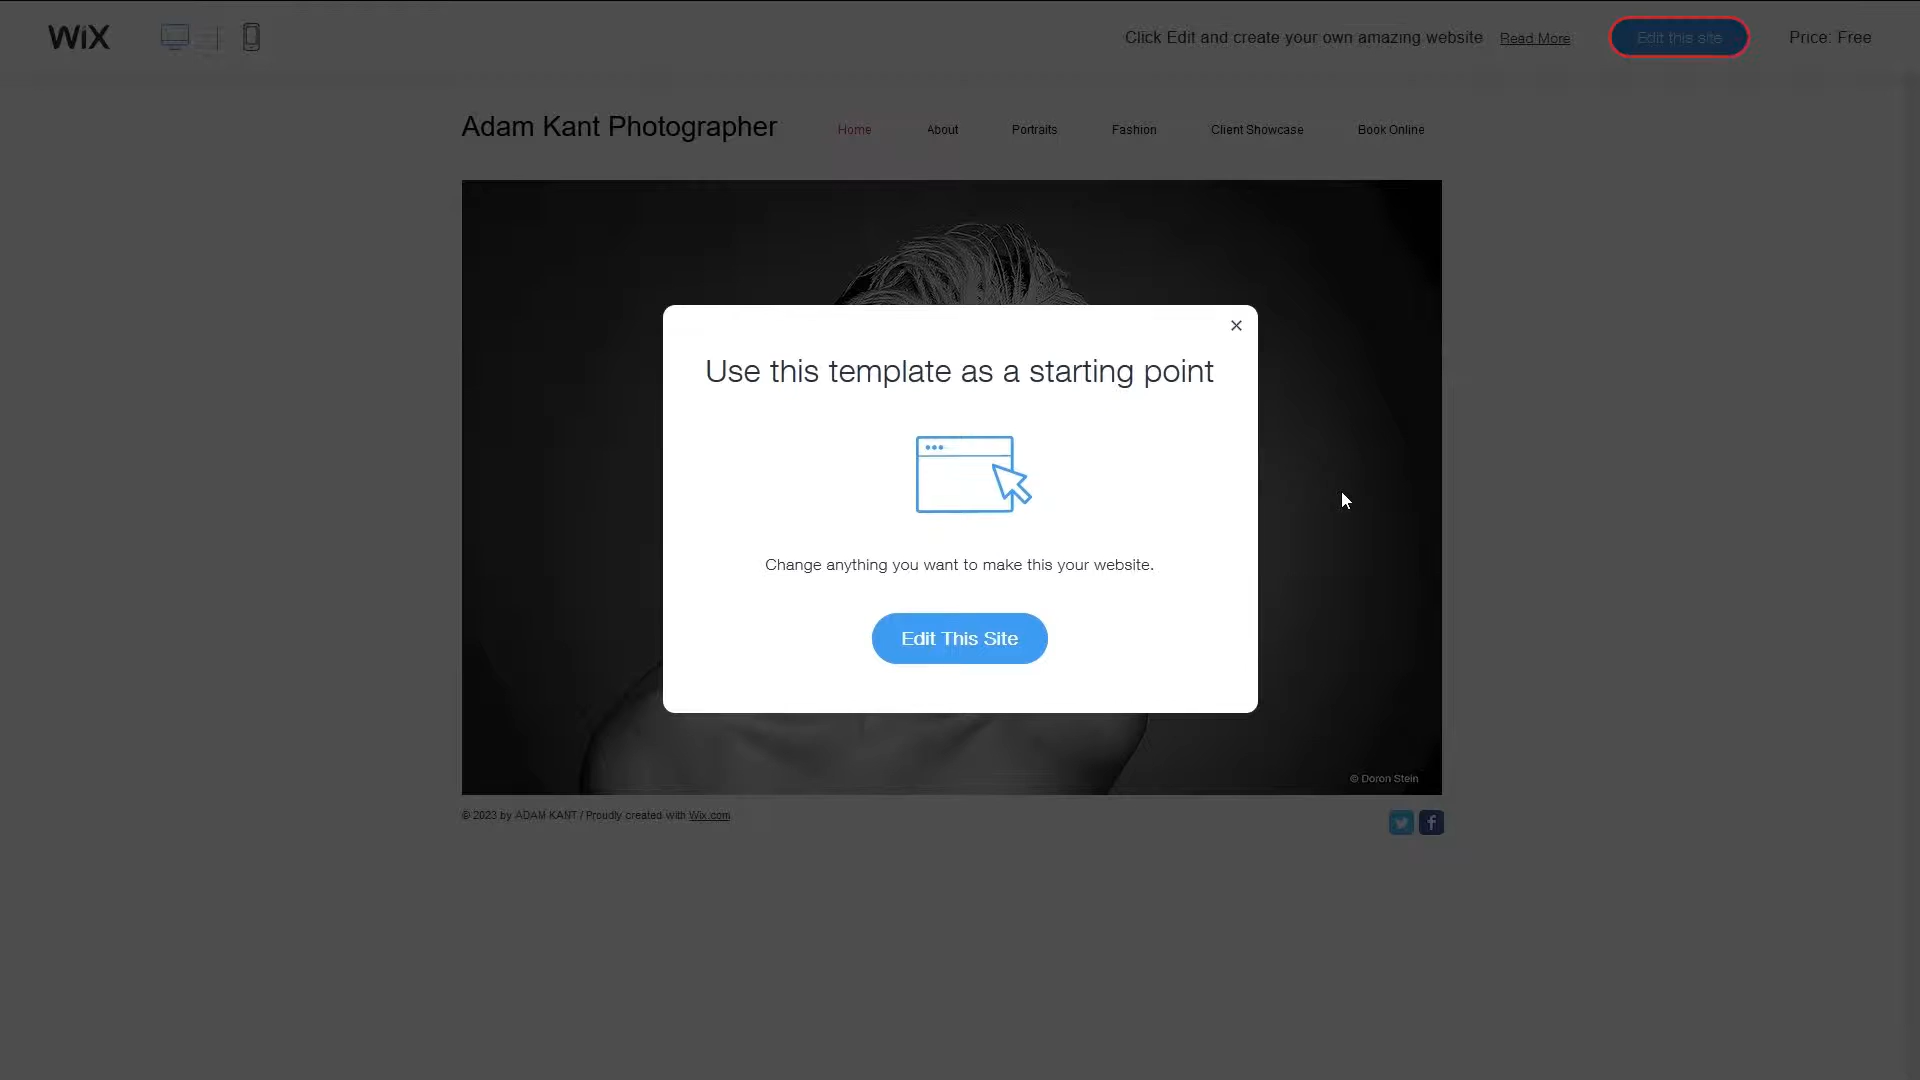 WiX
Click Edit and create your own amazing website Read More Edit this site Price: Free
Adam Kant Photographer Home About Portraits Fashion Client Showcase Book Online
Use this template as a starting point
Change anything you want to make this your website.
Edit This Site
© Doron Stein
© 2023 by ADAM KANT / Proudly created with Wix.com